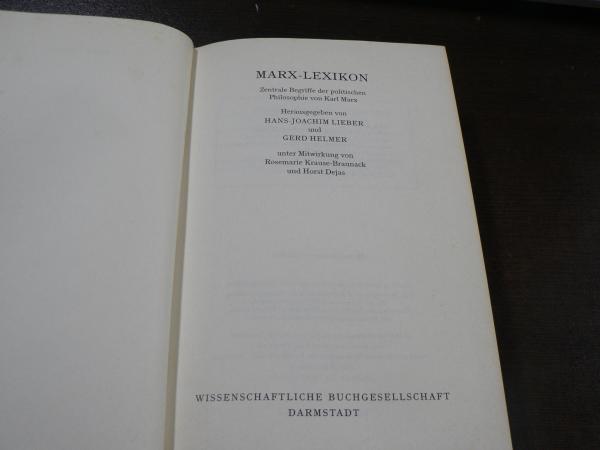 MARX-LEXIKON
Zentrale Begriffe der politischen
Philosophie von Karl Marx
Herausgegeben von
HANS-JOACHIM LIEBER
und
GERD HELMER
unter Mitwirkung von
Rosemarie Krause-Braunack
und Horst Dejas
WISSENSCHAFTLICHE BUCHGESELLSCHAFT
DARMSTADT